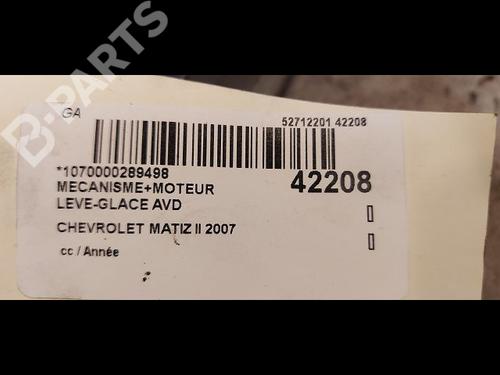 B-PARTS
GA
52712201 42208
*1070000289498
MECANISME+MOTEUR
42208
LEVE-GLACE AVD
CHEVROLET MATIZ II 2007
cc / Année